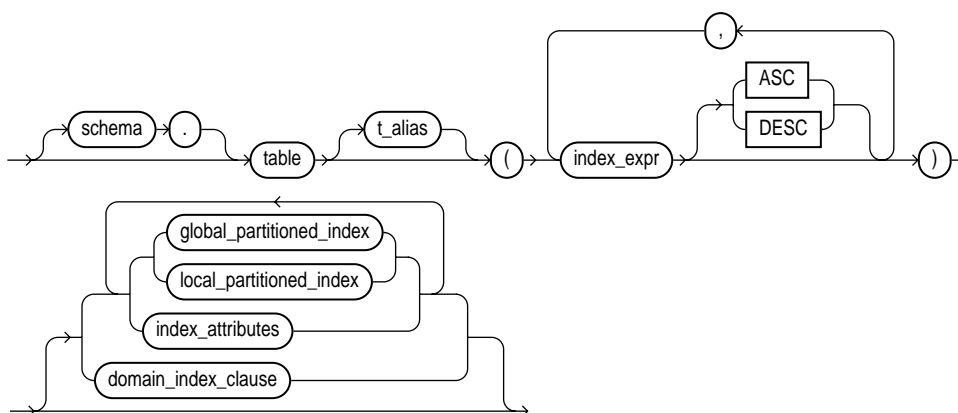 ,
ASC
schema . t_alias DESC
table ( index_expr )
global_partitioned_index
local_partitioned_index
index_attributes
domain_index_clause